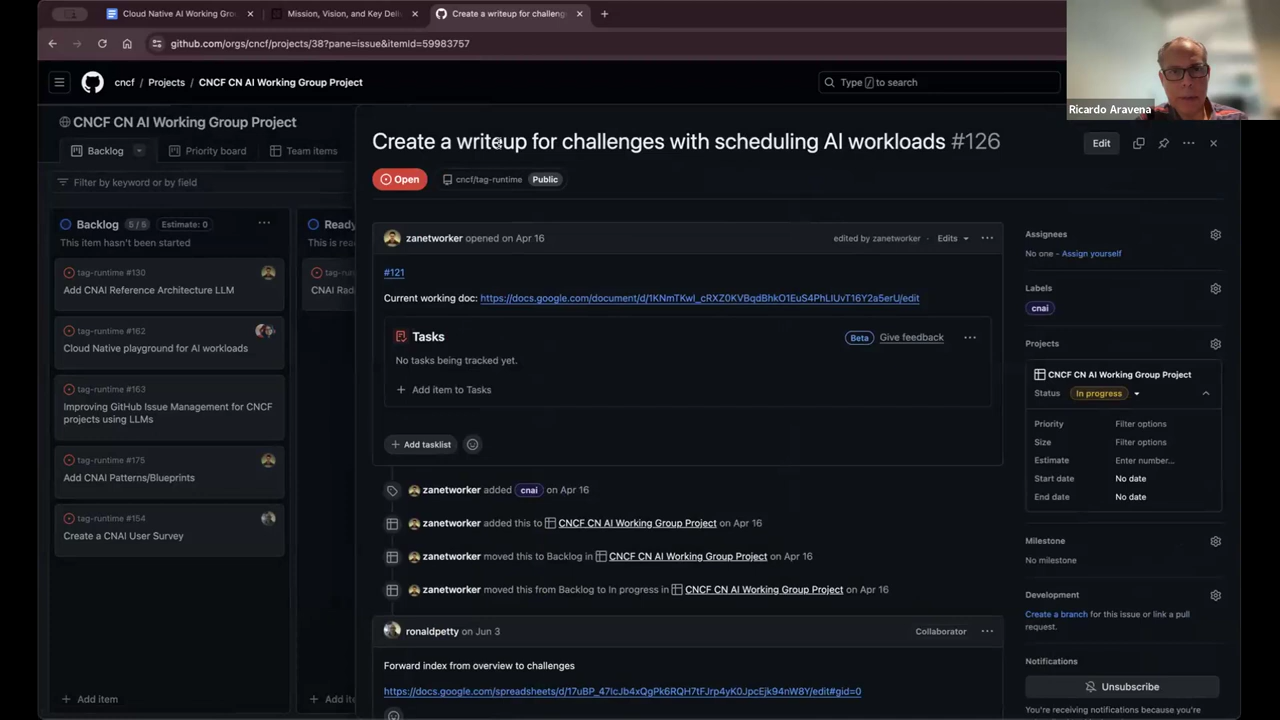 Cloud Native AI Working Gro
Mission, Vision, and Key Deli
Create a writeup for challeng
github.com/orgs/cncf/projects/38?pane=issue&itemId=59983757
cncf / Projects / CNCF CN AI Working Group Project
Type / to search
Ricardo Aravena
CNCF CN AI Working Group Project
Backlog
Priority board
Team items
Filter by keyword or by field
Backlog 5 / 5 Estimate: 0
This item hasn't been started
tag-runtime #130
Add CNAI Reference Architecture LLM
tag-runtime #162
Cloud Native playground for AI workloads
tag-runtime #163
Improving GitHub Issue Management for CNCF
projects using LLMs
tag-runtime #175
Add CNAI Patterns/Blueprints
tag-runtime #154
Create a CNAI User Survey
Add item
Ready
This is rea
tag-runt
CNAI Rad
Add ite
Create a writeup for challenges with scheduling AI workloads #126
Edit
Open
cncf/tag-runtime Public
zanetworker opened on Apr 16
edited by zanetworker · Edits
#121
Current working doc: https://docs.google.com/document/d/1KNmTKwI_cRXZ0KVBqdBhkO1EuS4PhLIUvT16Y2a5erU/edit
Tasks
Beta Give feedback
No tasks being tracked yet.
Add item to Tasks
Add tasklist
zanetworker added cnai on Apr 16
zanetworker added this to CNCF CN AI Working Group Project on Apr 16
zanetworker moved this to Backlog in CNCF CN AI Working Group Project on Apr 16
zanetworker moved this from Backlog to In progress in CNCF CN AI Working Group Project on Apr 16
ronaldpetty on Jun 3
Collaborator
Forward index from overview to challenges
https://docs.google.com/spreadsheets/d/17uBP_47lcJb4xQgPk6RQH7tFJrp4yK0JpcEjk94nW8Y/edit#gid=0
Assignees
No one - Assign yourself
Labels
cnai
Projects
CNCF CN AI Working Group Project
Status In progress
Priority Filter options
Size Filter options
Estimate Enter number...
Start date No date
End date No date
Milestone
No milestone
Development
Create a branch for this issue or link a pull
request.
Notifications
Unsubscribe
You're receiving notifications because you're